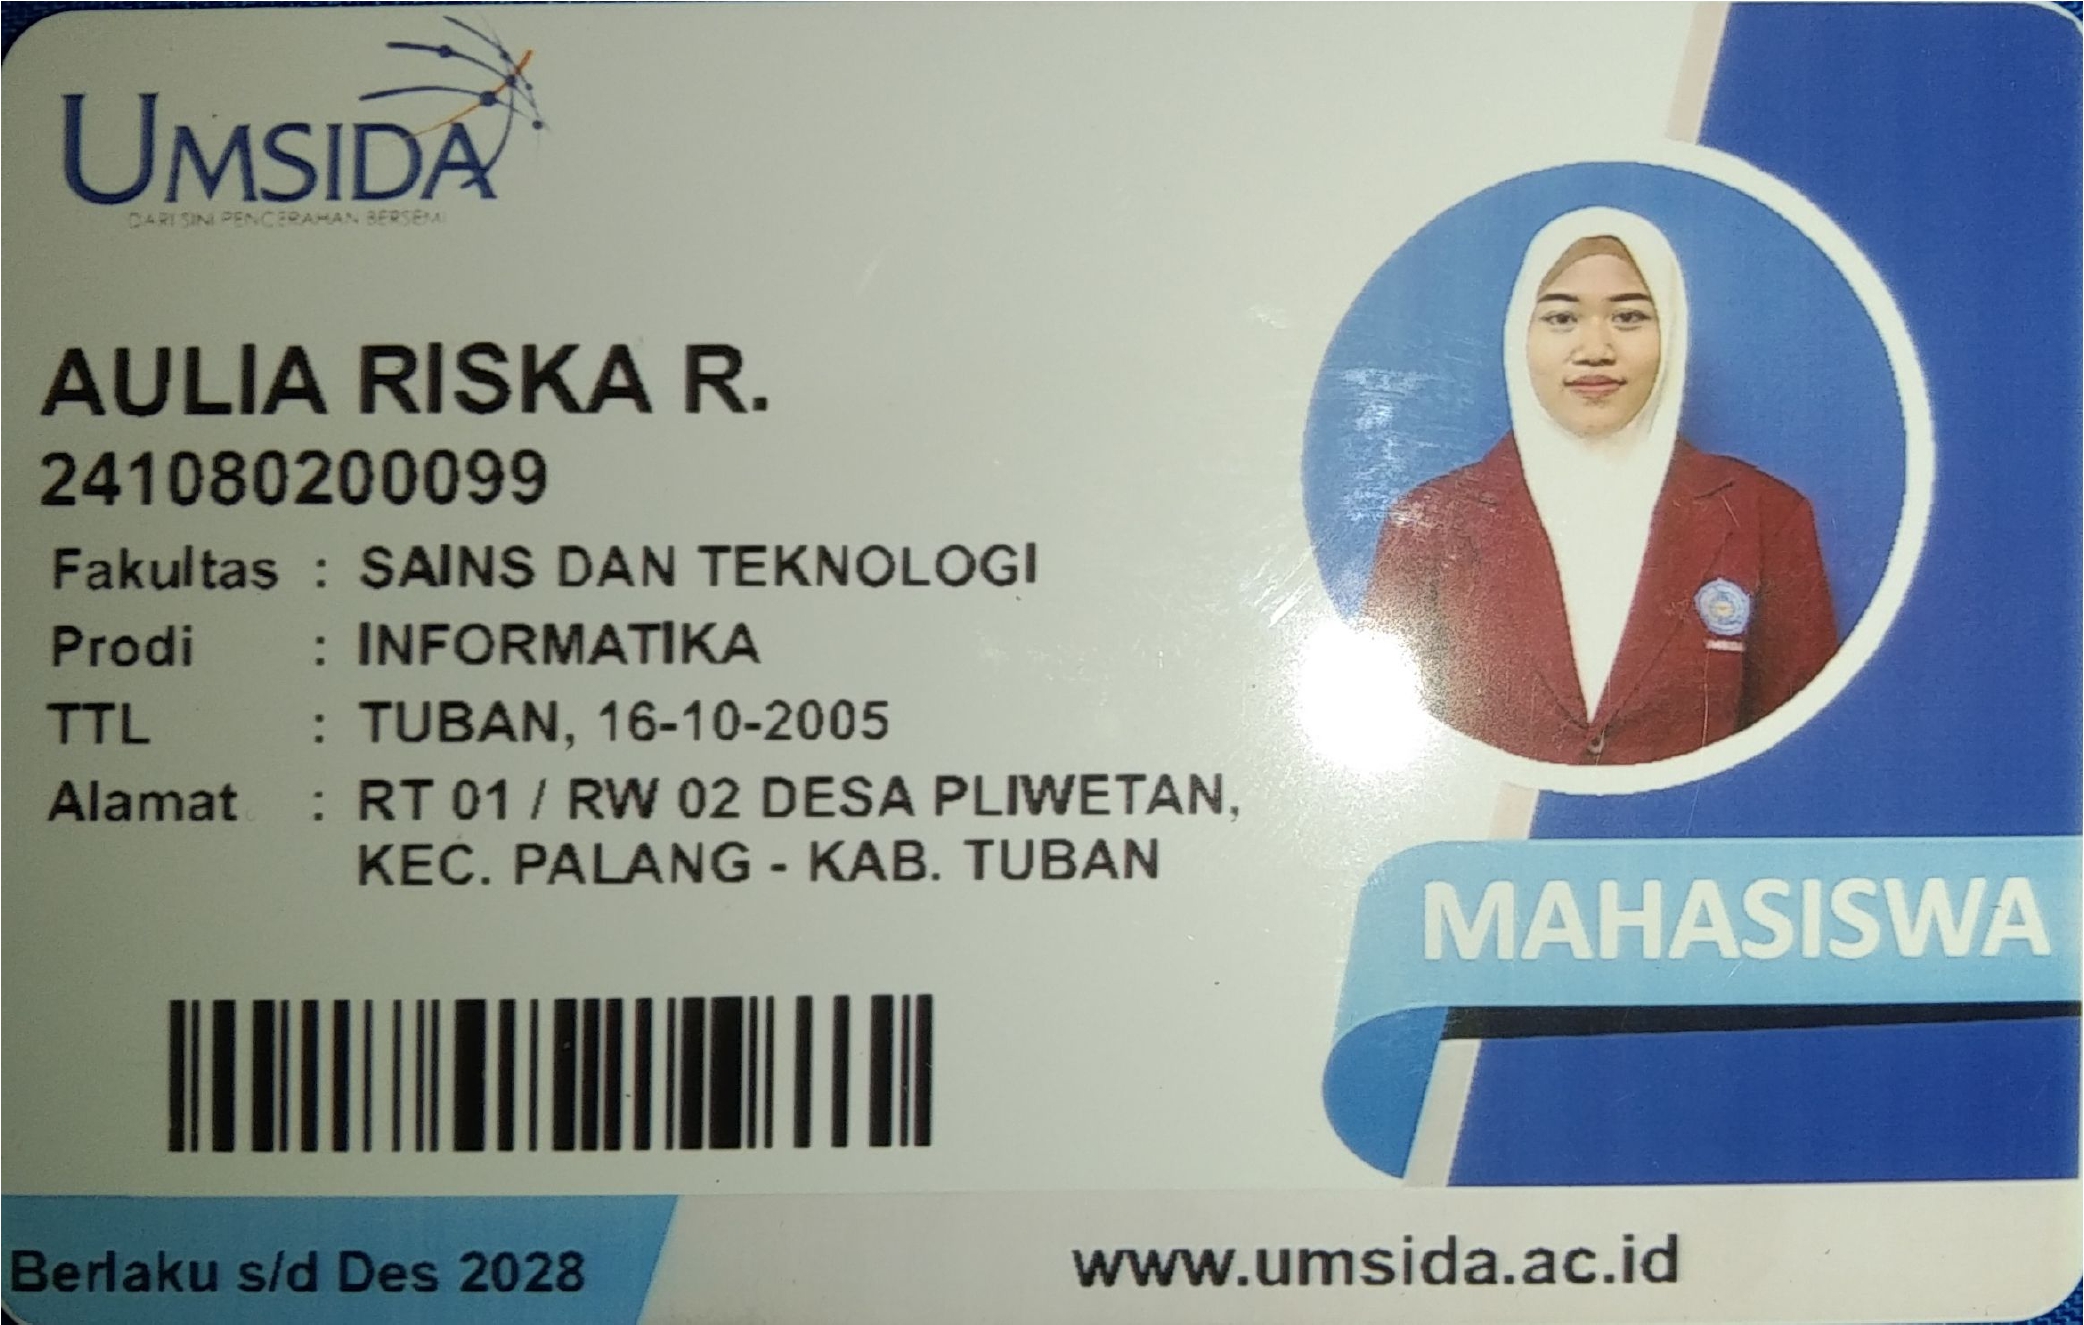 UMSIDA
DARI SINI PENCERAHAN BERSEMI
AULIA RISKA R.
241080200099
Fakultas : SAINS DAN TEKNOLOGI
Prodi : INFORMATIKA
TTL : TUBAN, 16-10-2005
Alamat : RT 01 / RW 02 DESA PLIWETAN,
KEC. PALANG - KAB. TUBAN
MAHASISWA
Berlaku s/d Des 2028
www.umsida.ac.id